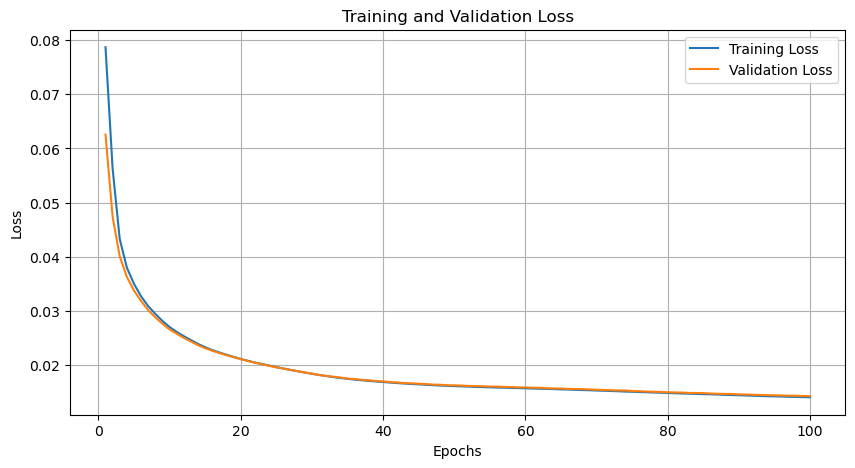 Training and Validation Loss
0.08
0.07
0.06
0.05
0.04
0.03
0.02
Loss
Training Loss
Validation Loss
0 20 40 60 80 100
Epochs